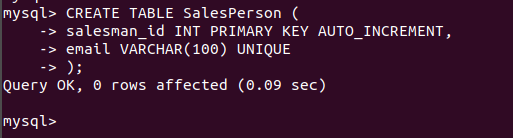 mysql> CREATE TABLE SalesPerson (
    -> salesman_id INT PRIMARY KEY AUTO_INCREMENT,
    -> email VARCHAR(100) UNIQUE
    -> );
Query OK, 0 rows affected (0.09 sec)
mysql>